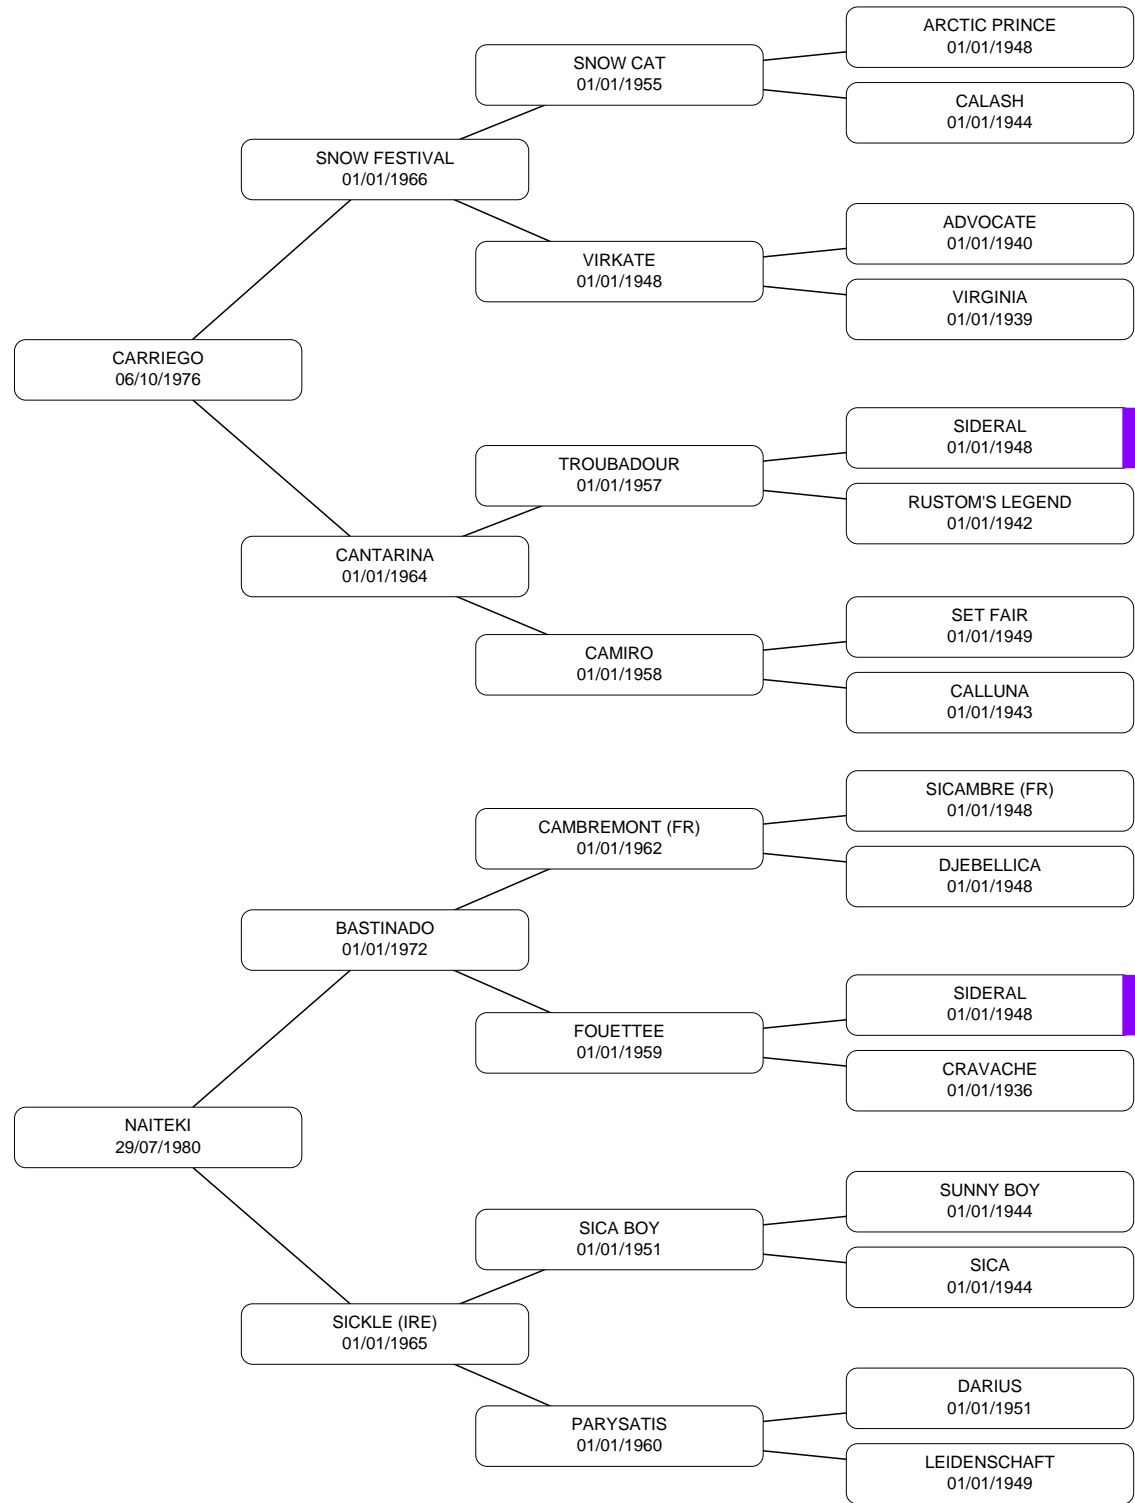 ARCTIC PRINCE
01/01/1948
SNOW CAT
01/01/1955
CALASH
01/01/1944
SNOW FESTIVAL
01/01/1966
ADVOCATE
01/01/1940
VIRKATE
01/01/1948
VIRGINIA
01/01/1939
CARRIEGO
06/10/1976
SIDERAL
01/01/1948
TROUBADOUR
01/01/1957
RUSTOM'S LEGEND
01/01/1942
CANTARINA
01/01/1964
SET FAIR
01/01/1949
CAMIRO
01/01/1958
CALLUNA
01/01/1943
SICAMBRE (FR)
01/01/1948
CAMBREMONT (FR)
01/01/1962
DJEBELLICA
01/01/1948
BASTINADO
01/01/1972
SIDERAL
01/01/1948
FOUETTEE
01/01/1959
CRAVACHE
01/01/1936
NAITEKI
29/07/1980
SUNNY BOY
01/01/1944
SICA BOY
01/01/1951
SICA
01/01/1944
SICKLE (IRE)
01/01/1965
DARIUS
01/01/1951
PARYSATIS
01/01/1960
LEIDENSCHAFT
01/01/1949